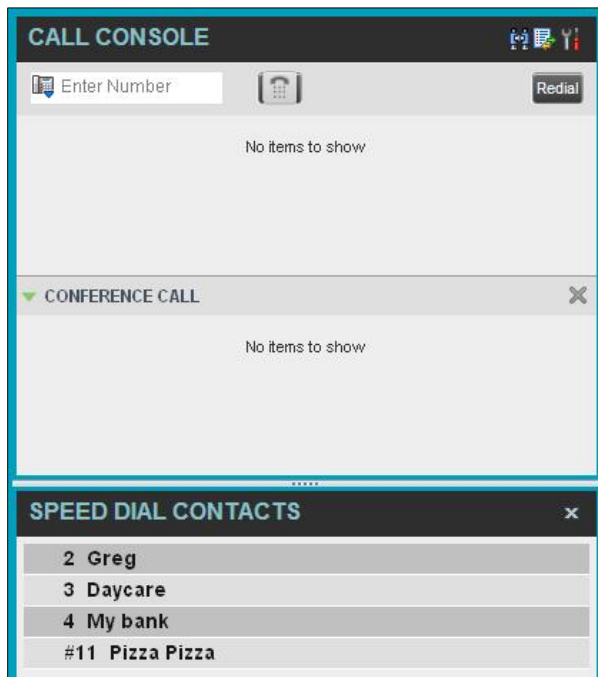 CALL CONSOLE
Enter Number
Redial
No items to show
CONFERENCE CALL
No items to show
SPEED DIAL CONTACTS
2 Greg
3 Daycare
4 My bank
#11 Pizza Pizza